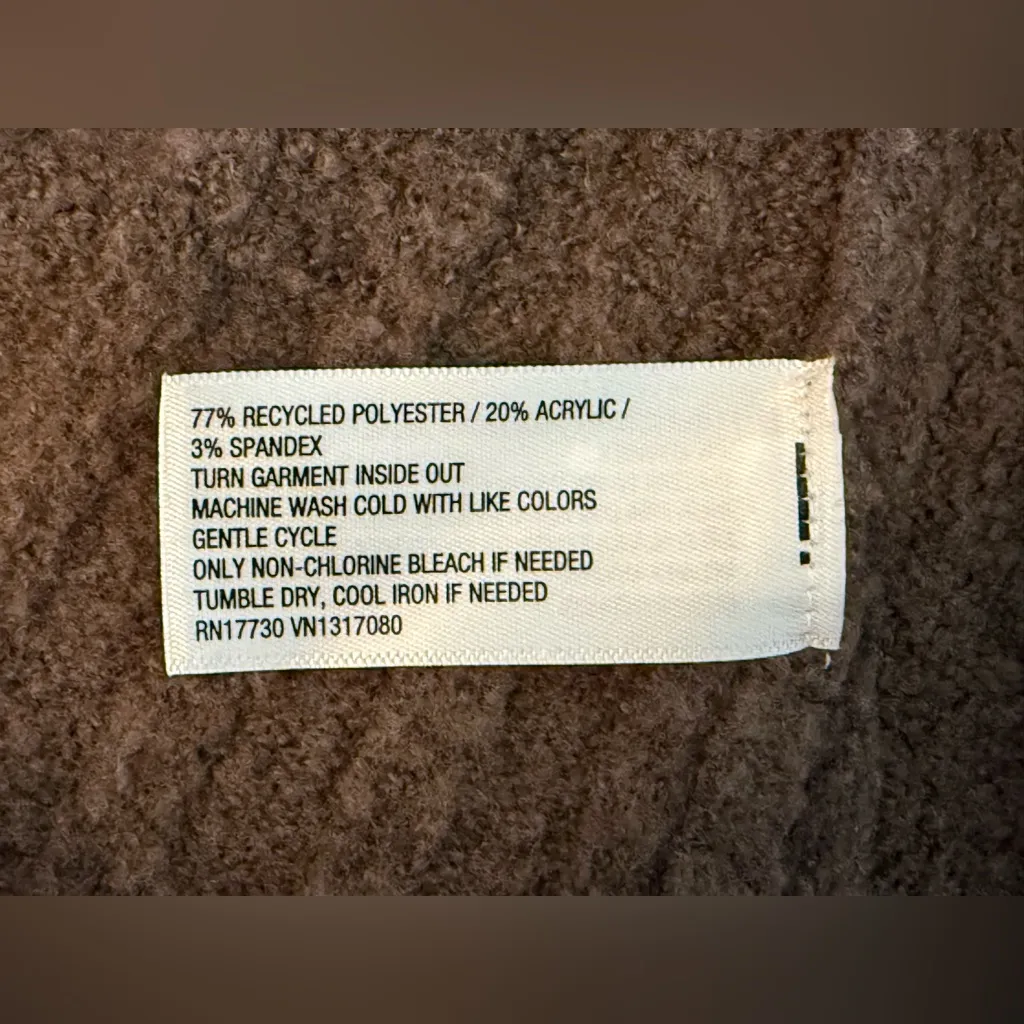 77% RECYCLED POLYESTER / 20% ACRYLIC /
3% SPANDEX
TURN GARMENT INSIDE OUT
MACHINE WASH COLD WITH LIKE COLORS
GENTLE CYCLE
ONLY NON-CHLORINE BLEACH IF NEEDED
TUMBLE DRY, COOL IRON IF NEEDED
RN17730 VN1317080